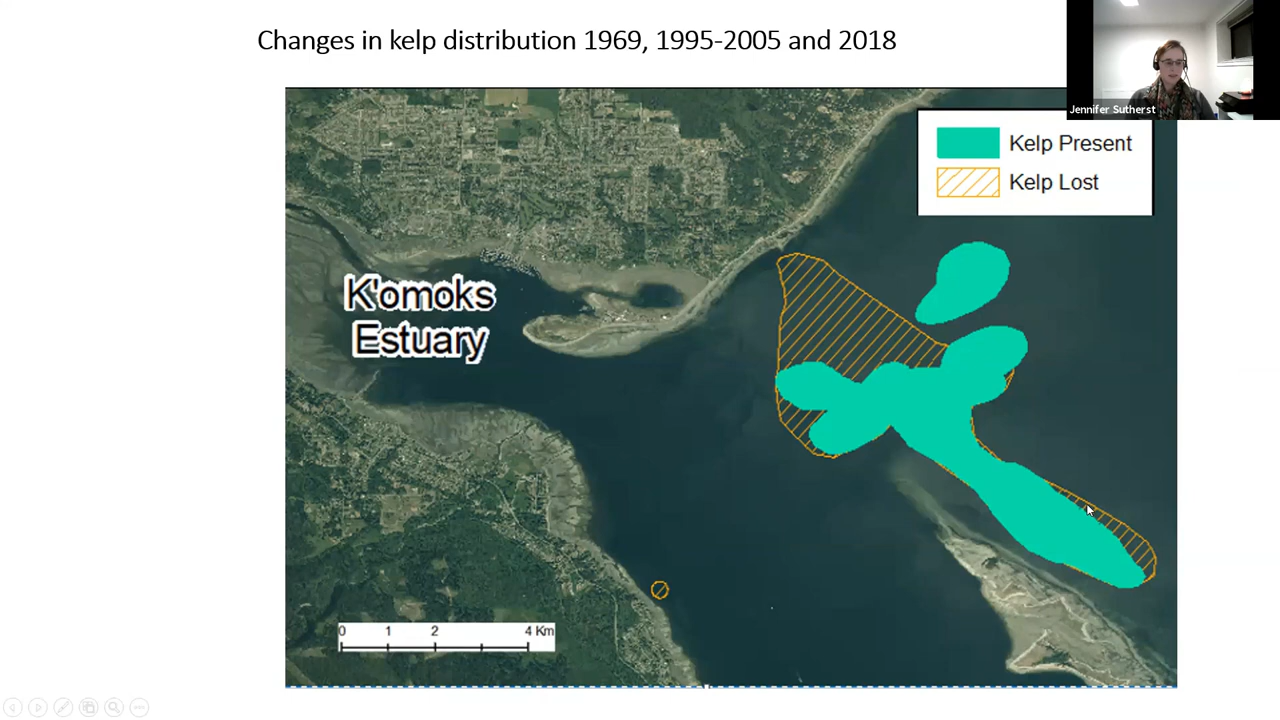 Changes in kelp distribution 1969, 1995-2005 and 2018
Jennifer Sutherst
Kelp Present
Kelp Lost
K'omoks
Estuary
0 1 2 4 Km